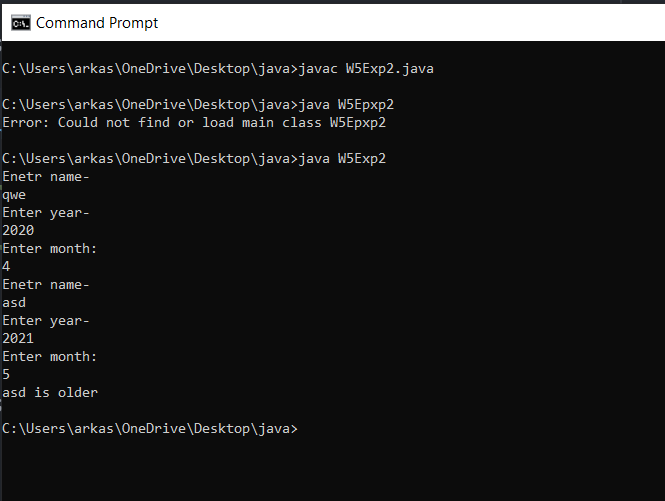 Command Prompt
C:\Users\arkas\OneDrive\Desktop\java>javac W5Exp2.java
C:\Users\arkas\OneDrive\Desktop\java>java W5Epxp2
Error: Could not find or load main class W5Epxp2
C:\Users\arkas\OneDrive\Desktop\java>java W5Exp2
Enetr name-
qwe
Enter year-
2020
Enter month:
4
Enetr name-
asd
Enter year-
2021
Enter month:
5
asd is older
C:\Users\arkas\OneDrive\Desktop\java>